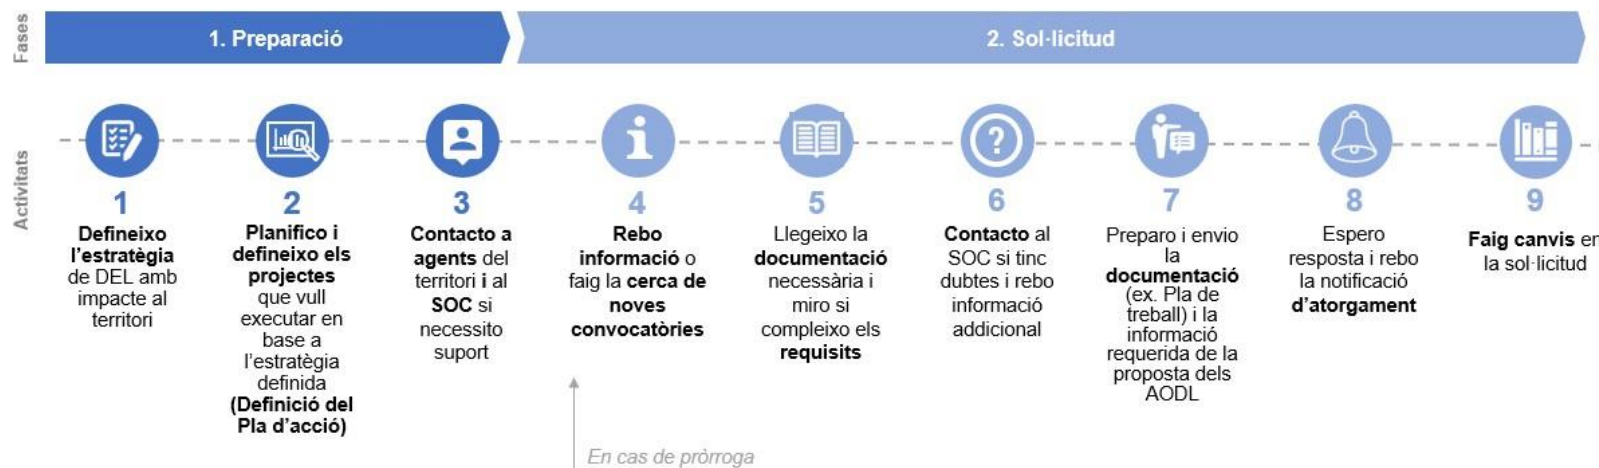 Fases
1. Preparació
2. Sol·licitud
Activitats
1
Defineixo
l'estratègia
de DEL amb
impacte al
territori
2
Planifico i
defineixo els
projectes
que vull
executar en
base a
l'estratègia
definida
(Definició del
Pla d'acció)
3
Contacto a
agents del
territori i al
SOC si
necessito
suport
4
Rebo
informació o
faig la cerca de
noves
convocatòries
5
Llegeixo la
documentació
necessària i
miro si
compleixo els
requisits
6
Contacto al
SOC si tinc
dubtes i rebo
informació
addicional
7
Preparo i envio
la
documentació
(ex. Pla de
treball) i la
informació
requerida de la
proposta dels
AODL
8
Espero
resposta i rebo
la notificació
d'atorgament
9
Faig canvis en
la sol·licitud
En cas de pròrroga